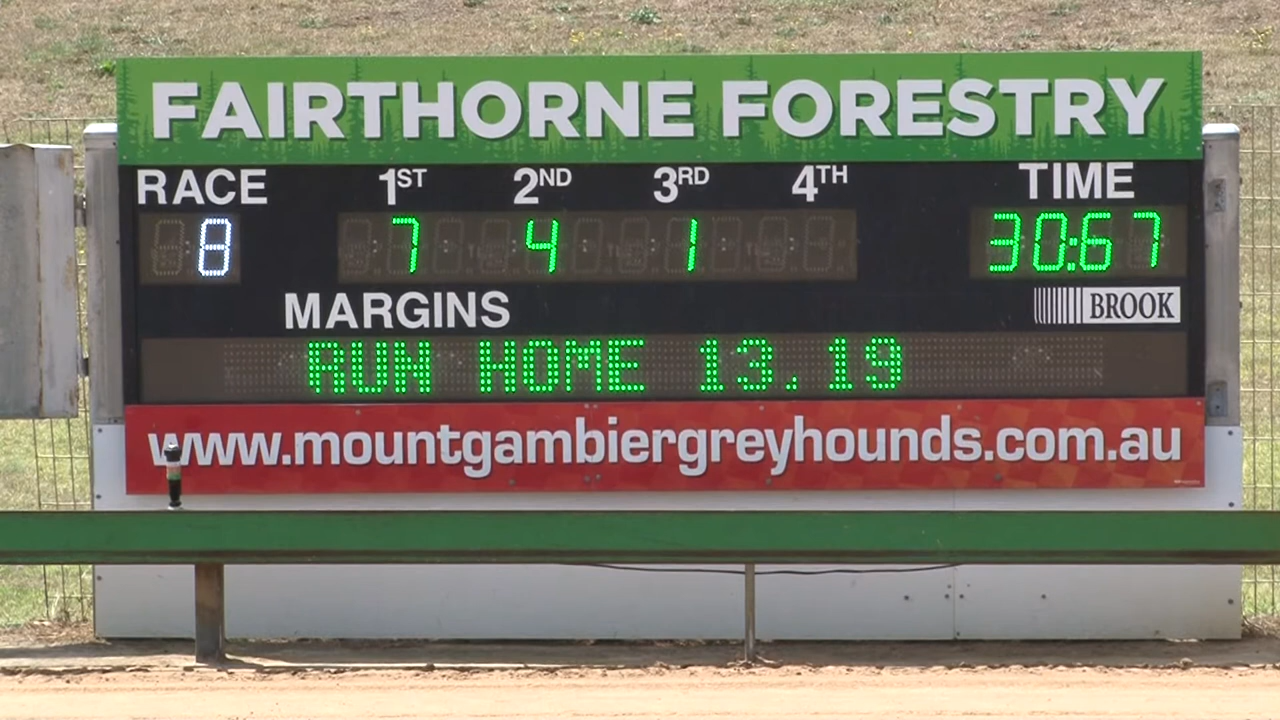 FAIRTHORNE FORESTRY
RACE 1ST 2ND 3RD 4TH TIME
8 7 4 1 30:67
MARGINS BROOK
RUN HOME 13.19
www.mountgambiergreyhounds.com.au